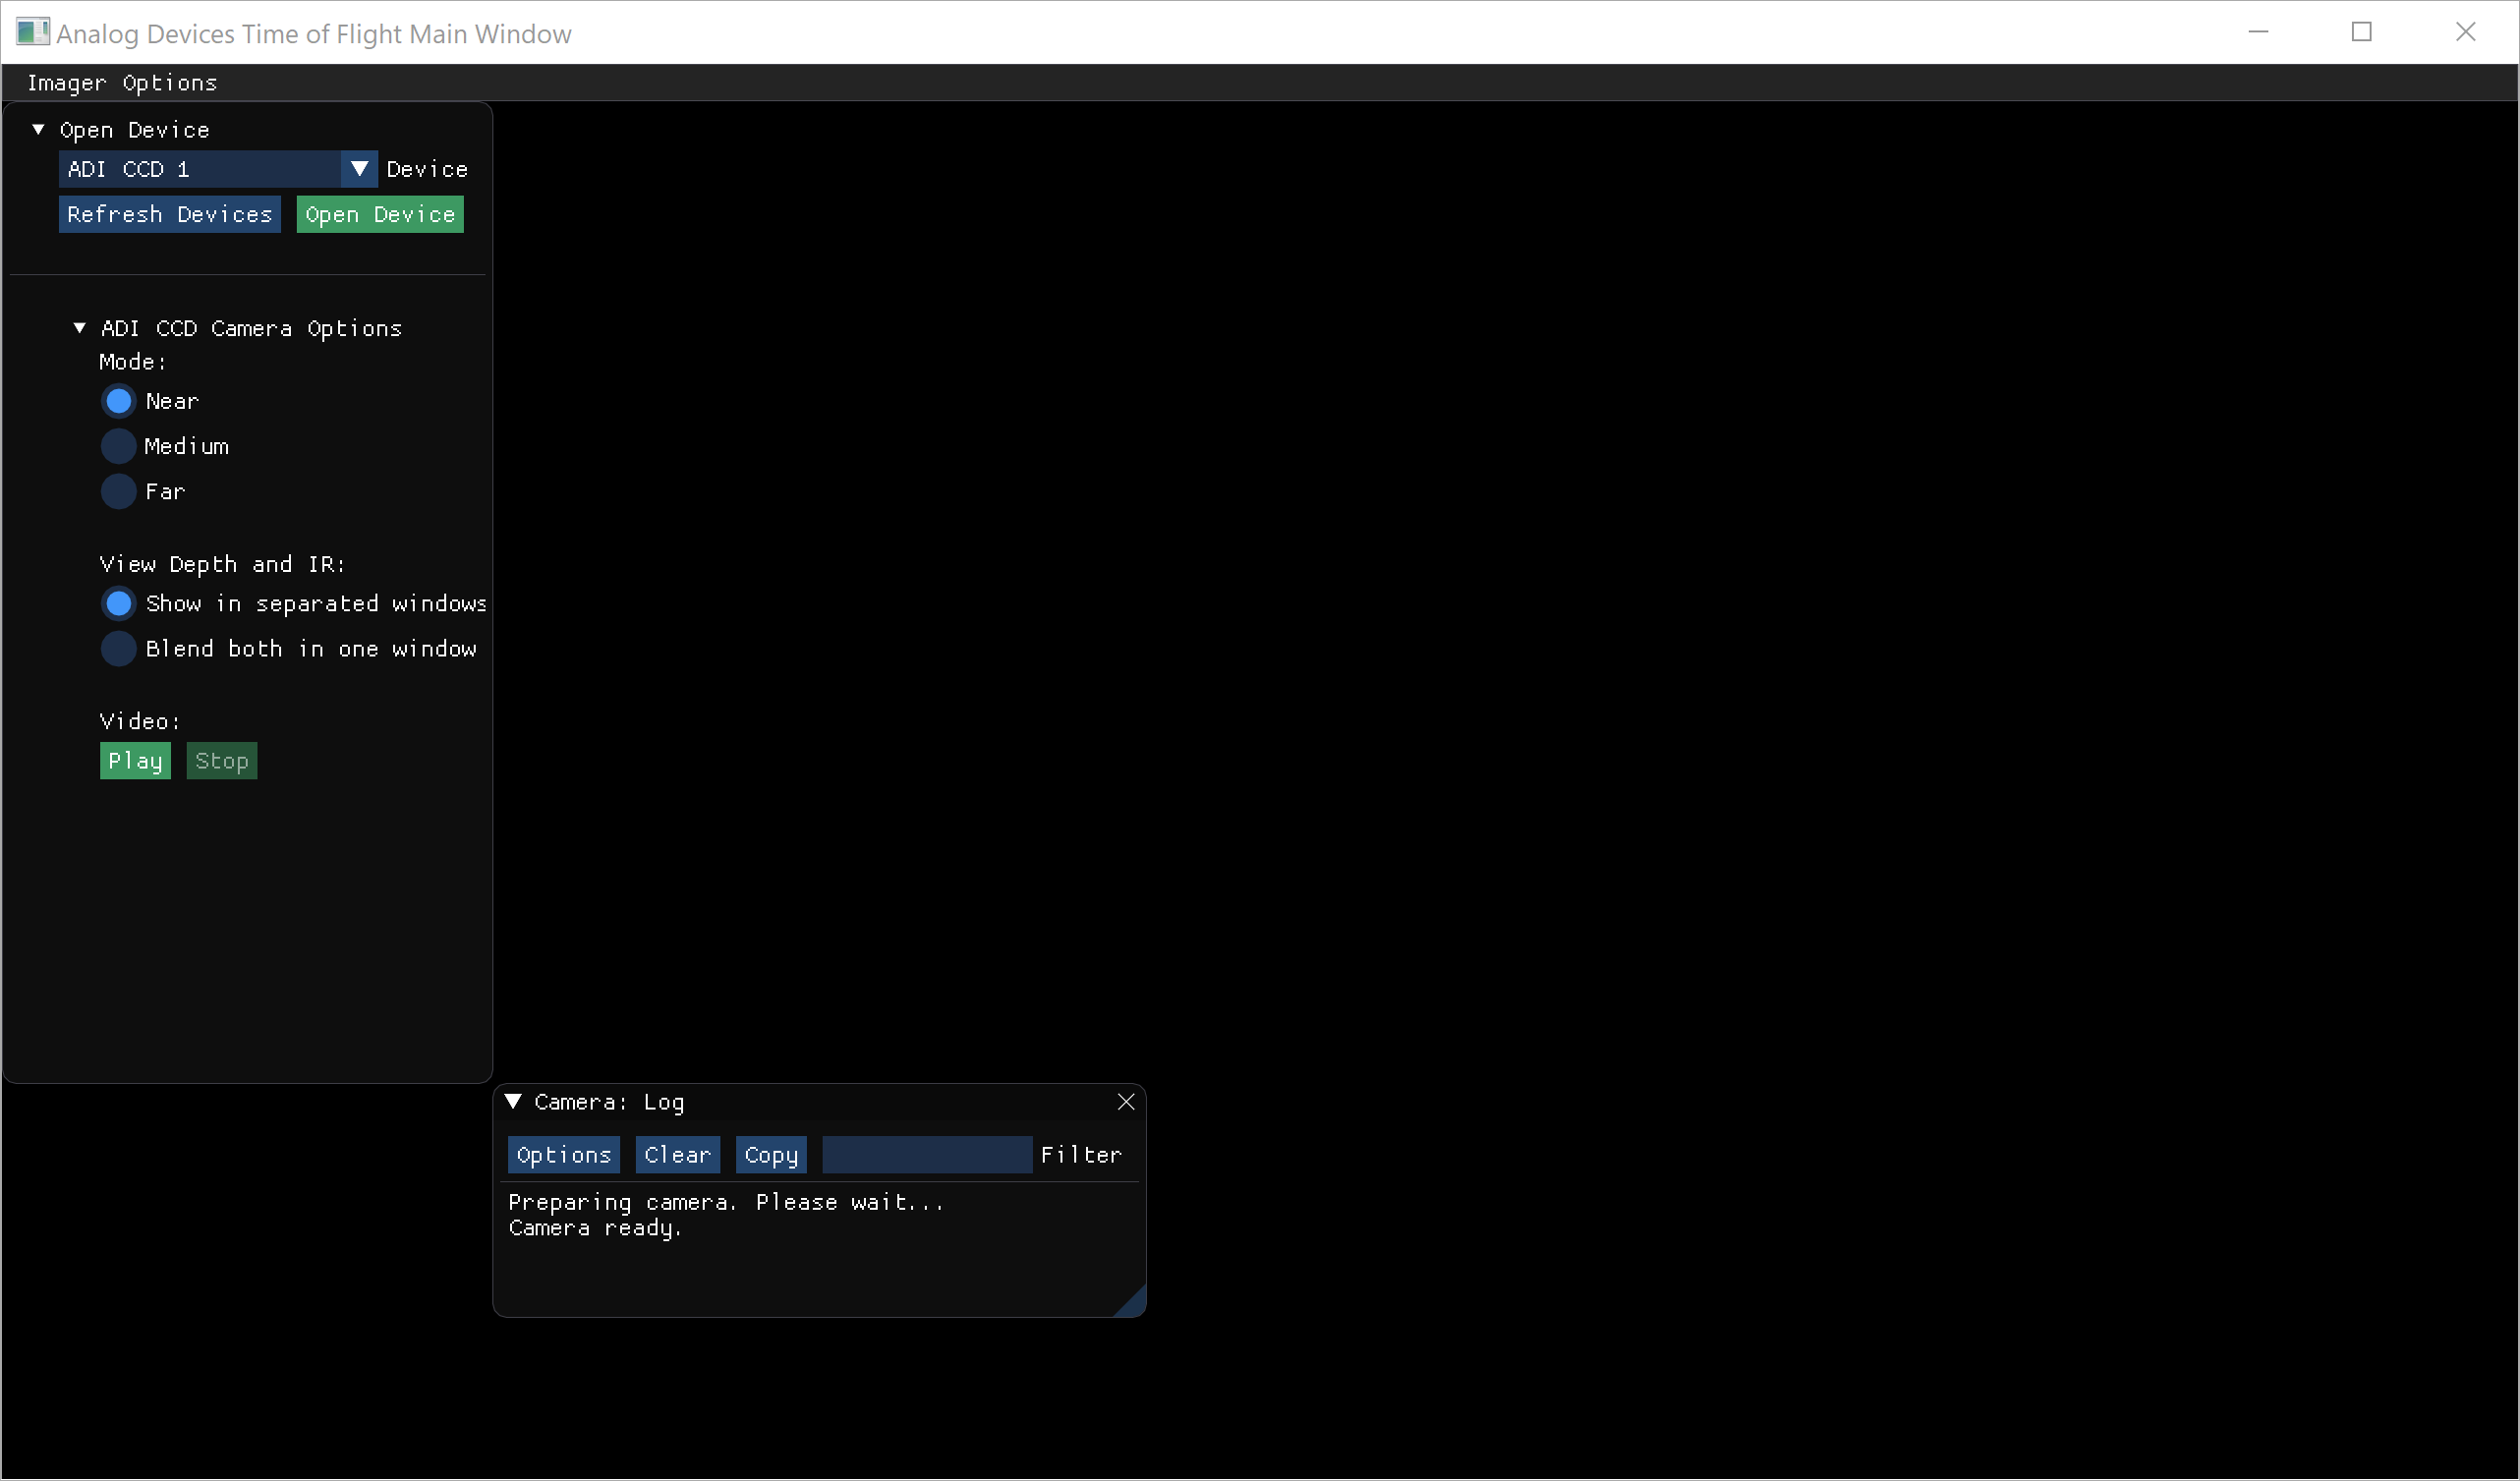 Analog Devices Time of Flight Main Window
Imager Options
Open Device
ADI CCD 1 Device
Refresh Devices Open Device
ADI CCD Camera Options
Mode:
Near
Medium
Far
View Depth and IR:
Show in separated windows
Blend both in one window
Video:
Play Stop
Camera: Log
Options Clear Copy Filter
Preparing camera. Please wait...
Camera ready.